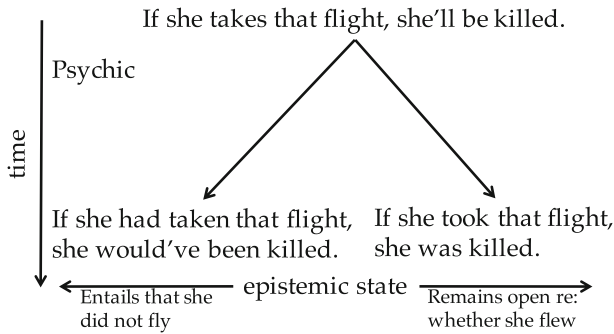 If she takes that flight, she'll be killed.
Psychic
time
If she had taken that flight,
she would've been killed.
If she took that flight,
she was killed.
epistemic state
Entails that she
did not fly
Remains open re:
whether she flew